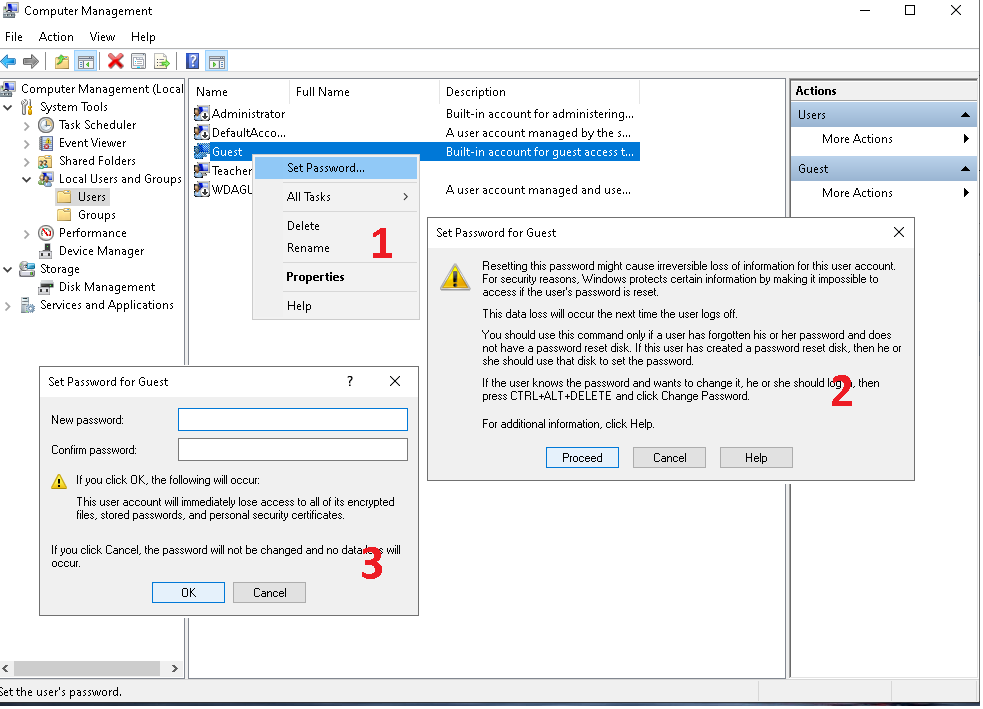 Computer Management
File Action View Help
Computer Management (Local
System Tools
Task Scheduler
Event Viewer
Shared Folders
Local Users and Groups
Users
Groups
Performance
Device Manager
Storage
Disk Management
Services and Applications
Name Full Name Description
Administrator Built-in account for administering...
DefaultAcco... A user account managed by the s...
Guest Built-in account for guest access t...
Teacher
WDAGU A user account managed and use...
Set Password...
All Tasks
Delete
Rename
Properties
Help
1
Actions
Users
More Actions
Guest
More Actions
Set Password for Guest
Resetting this password might cause irreversible loss of information for this user account.
For security reasons, Windows protects certain information by making it impossible to
access if the user's password is reset.
This data loss will occur the next time the user logs off.
You should use this command only if a user has forgotten his or her password and does
not have a password reset disk. If this user has created a password reset disk, then he or
she should use that disk to set the password.
If the user knows the password and wants to change it, he or she should log in, then
press CTRL+ALT+DELETE and click Change Password.
For additional information, click Help.
2
Proceed Cancel Help
Set Password for Guest ?
New password:
Confirm password:
If you click OK, the following will occur:
This user account will immediately lose access to all of its encrypted
files, stored passwords, and personal security certificates.
If you click Cancel, the password will not be changed and no data loss will
occur.
3
OK Cancel
Set the user's password.